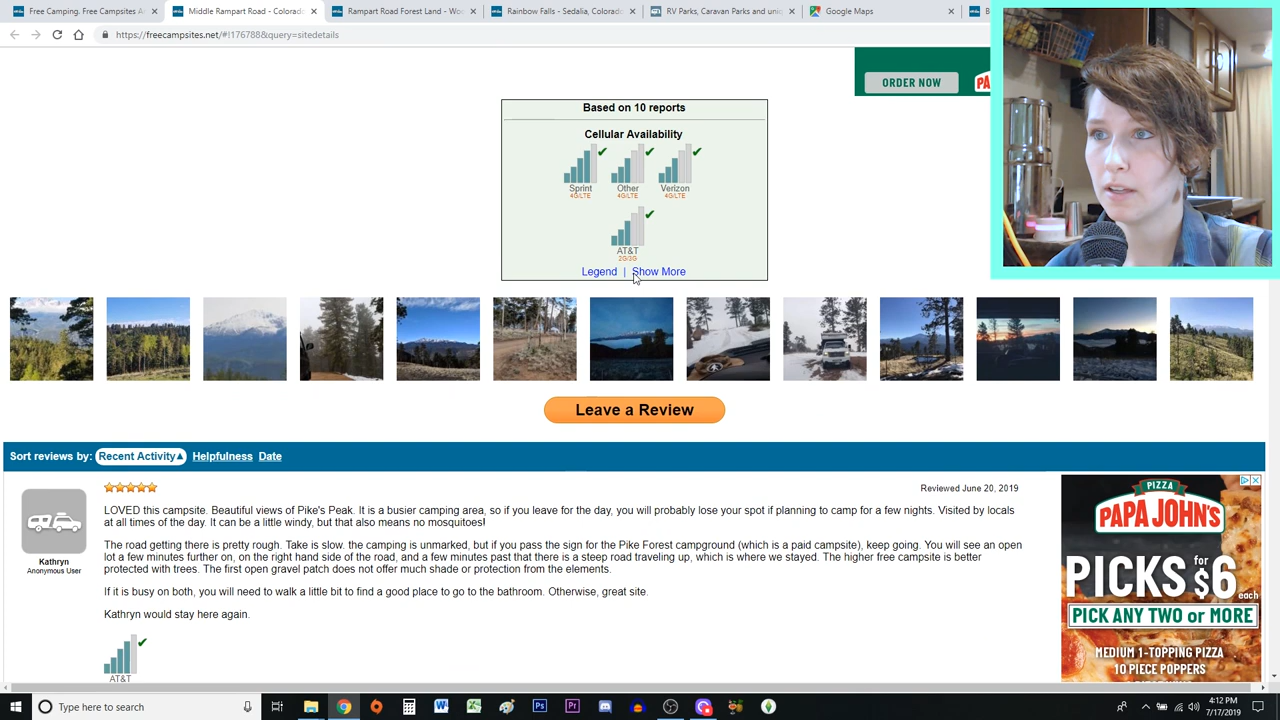 Free Camping. Free Campsites A
Middle Rampart Road - Colorado
Rampart Road Forest Land - Wo
Rainbow Falls - Sedalia, Colorado
RV Parks, Caravan Parks and uniq
Google Maps
https://freecampsites.net/#!176788&query=sitedetails
ORDER NOW
PA
Based on 10 reports
Cellular Availability
Sprint Other Verizon
4G/LTE 4G/LTE 4G/LTE
AT&T
2G/3G
Legend | Show More
Leave a Review
Sort reviews by: Recent Activity▲ Helpfulness Date
Reviewed June 20, 2019
LOVED this campsite. Beautiful views of Pike's Peak. It is a busier camping area, so if you leave for the day, you will probably lose your spot if planning to camp for a few nights. Visited by locals
at all times of the day. It can be a little windy, but that also means no mosquitoes!
The road getting there is pretty rough. Take is slow. the camping is unmarked, but if you pass the sign for the Pike Forest campground (which is a paid campsite), keep going. You will see an open
lot a few minutes further on, on the right hand side of the road, and a few minutes past that there is a steep road traveling up, which is where we stayed. The higher free campsite is better
protected with trees. The first open gravel patch does not offer much shade or protection from the elements.
If it is busy on both, you will need to walk a little bit to find a good place to go to the bathroom. Otherwise, great site.
Kathryn would stay here again.
Kathryn
Anonymous User
AT&T
PIZZA
PAPA JOHN'S
PICKS for $6 each
PICK ANY TWO or MORE
MEDIUM 1-TOPPING PIZZA
10 PIECE POPPERS
Type here to search
4:12 PM
7/17/2019